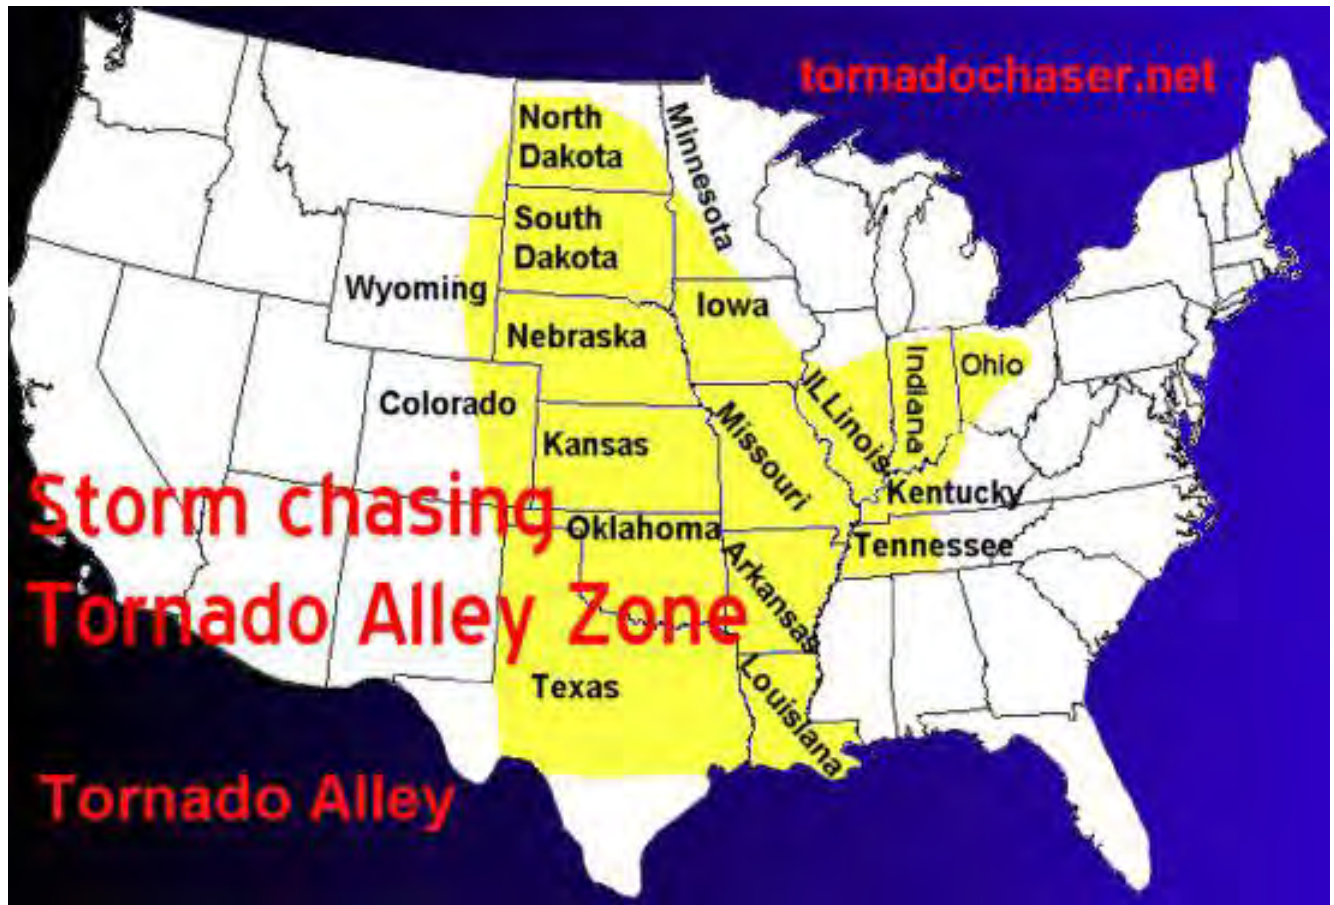 tornadochaser.net
North
Dakota
Minnesota
South
Dakota
Wyoming
Iowa
Nebraska
Indiana
Ohio
Colorado
ILLinois
Missouri
Kansas
Kentucky
Storm chasing
Oklahoma
Tennessee
Arkansas
Tornado Alley Zone
Texas
Louisiana
Tornado Alley